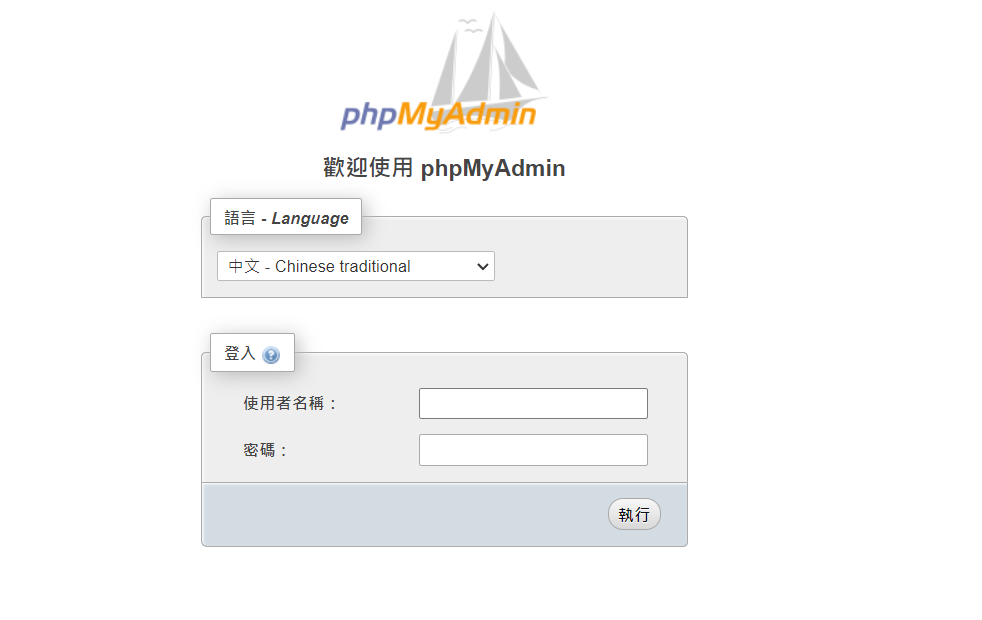 phpMyAdmin
歡迎使用 phpMyAdmin
語言 - Language
中文 - Chinese traditional
登入
使用者名稱：
密碼：
執行